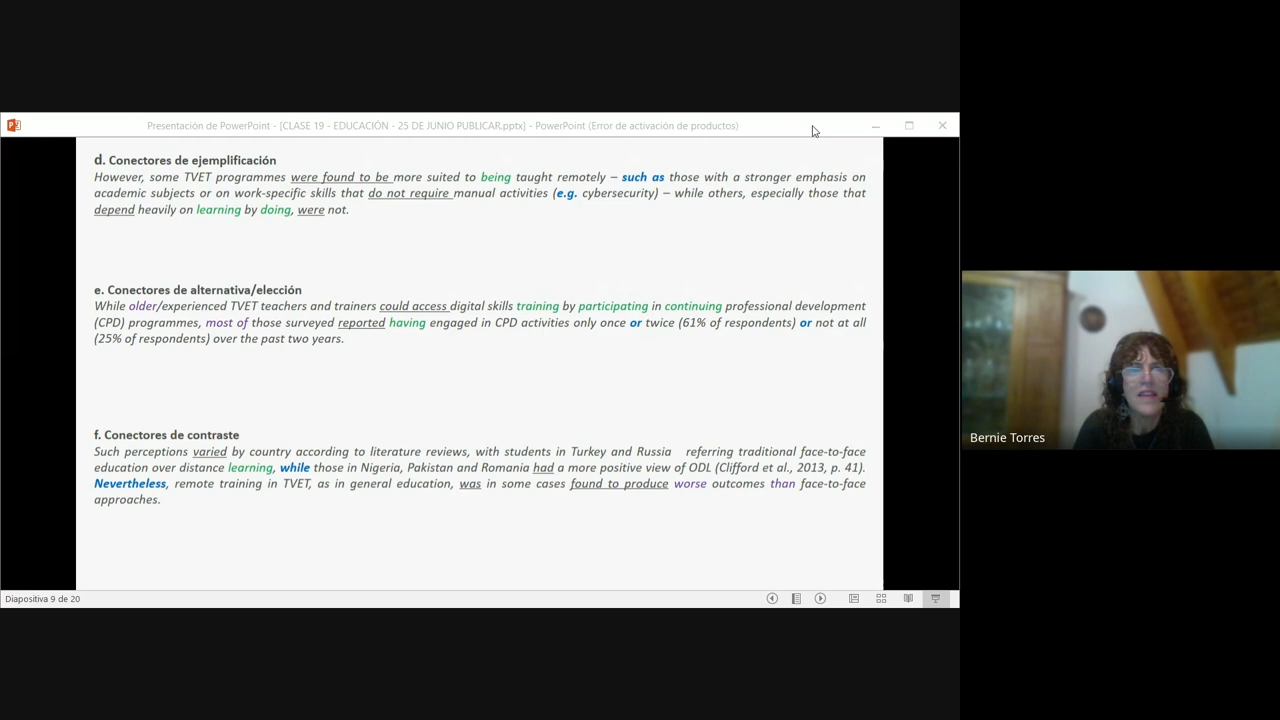 Presentación de PowerPoint - [CLASE 19 - EDUCACIÓN - 25 DE JUNIO PUBLICAR.pptx] - PowerPoint (Error de activación de productos)
d. Conectores de ejemplificación
However, some TVET programmes were found to be more suited to being taught remotely – such as those with a stronger emphasis on
academic subjects or on work-specific skills that do not require manual activities (e.g. cybersecurity) – while others, especially those that
depend heavily on learning by doing, were not.
e. Conectores de alternativa/elección
While older/experienced TVET teachers and trainers could access digital skills training by participating in continuing professional development
(CPD) programmes, most of those surveyed reported having engaged in CPD activities only once or twice (61% of respondents) or not at all
(25% of respondents) over the past two years.
f. Conectores de contraste
Such perceptions varied by country according to literature reviews, with students in Turkey and Russia referring traditional face-to-face
education over distance learning, while those in Nigeria, Pakistan and Romania had a more positive view of ODL (Clifford et al., 2013, p. 41).
Nevertheless, remote training in TVET, as in general education, was in some cases found to produce worse outcomes than face-to-face
approaches.
Bernie Torres
Diapositiva 9 de 20